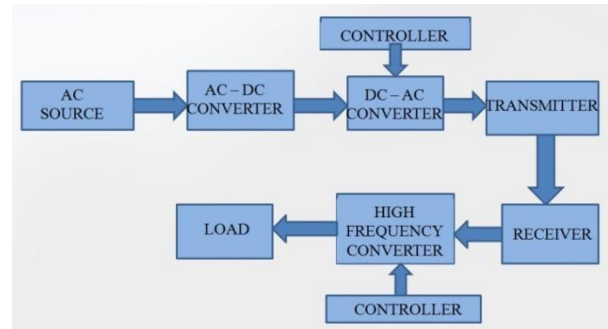 CONTROLLER
AC
SOURCE
AC – DC
CONVERTER
DC – AC
CONVERTER
TRANSMITTER
LOAD
HIGH
FREQUENCY
CONVERTER
RECEIVER
CONTROLLER